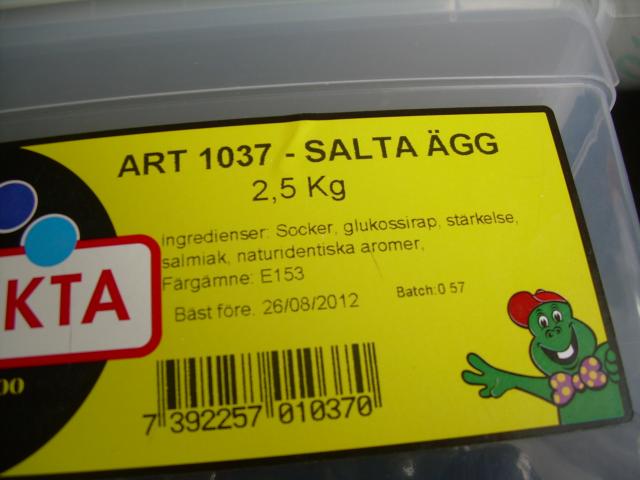 ART 1037 - SALTA ÄGG
2,5 Kg
Ingredienser: Socker, glukossirap, stärkelse,
salmiak, naturidentiska aromer,
Färgämne: E153
Bäst före. 26/08/2012
Batch:0 57
KTA
00
7 392257 010370